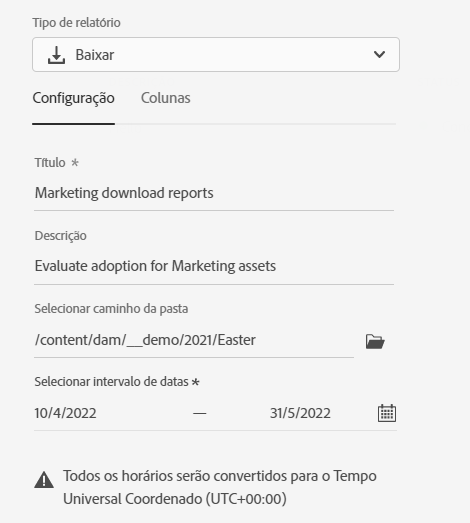 Tipo de relatório
Baixar
Configuração Colunas
Título *
Marketing download reports
Descrição
Evaluate adoption for Marketing assets
Selecionar caminho da pasta
/content/dam/__demo/2021/Easter
Selecionar intervalo de datas *
10/4/2022 — 31/5/2022
Todos os horários serão convertidos para o Tempo
Universal Coordenado (UTC+00:00)